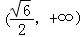 (√6/2, +∞)